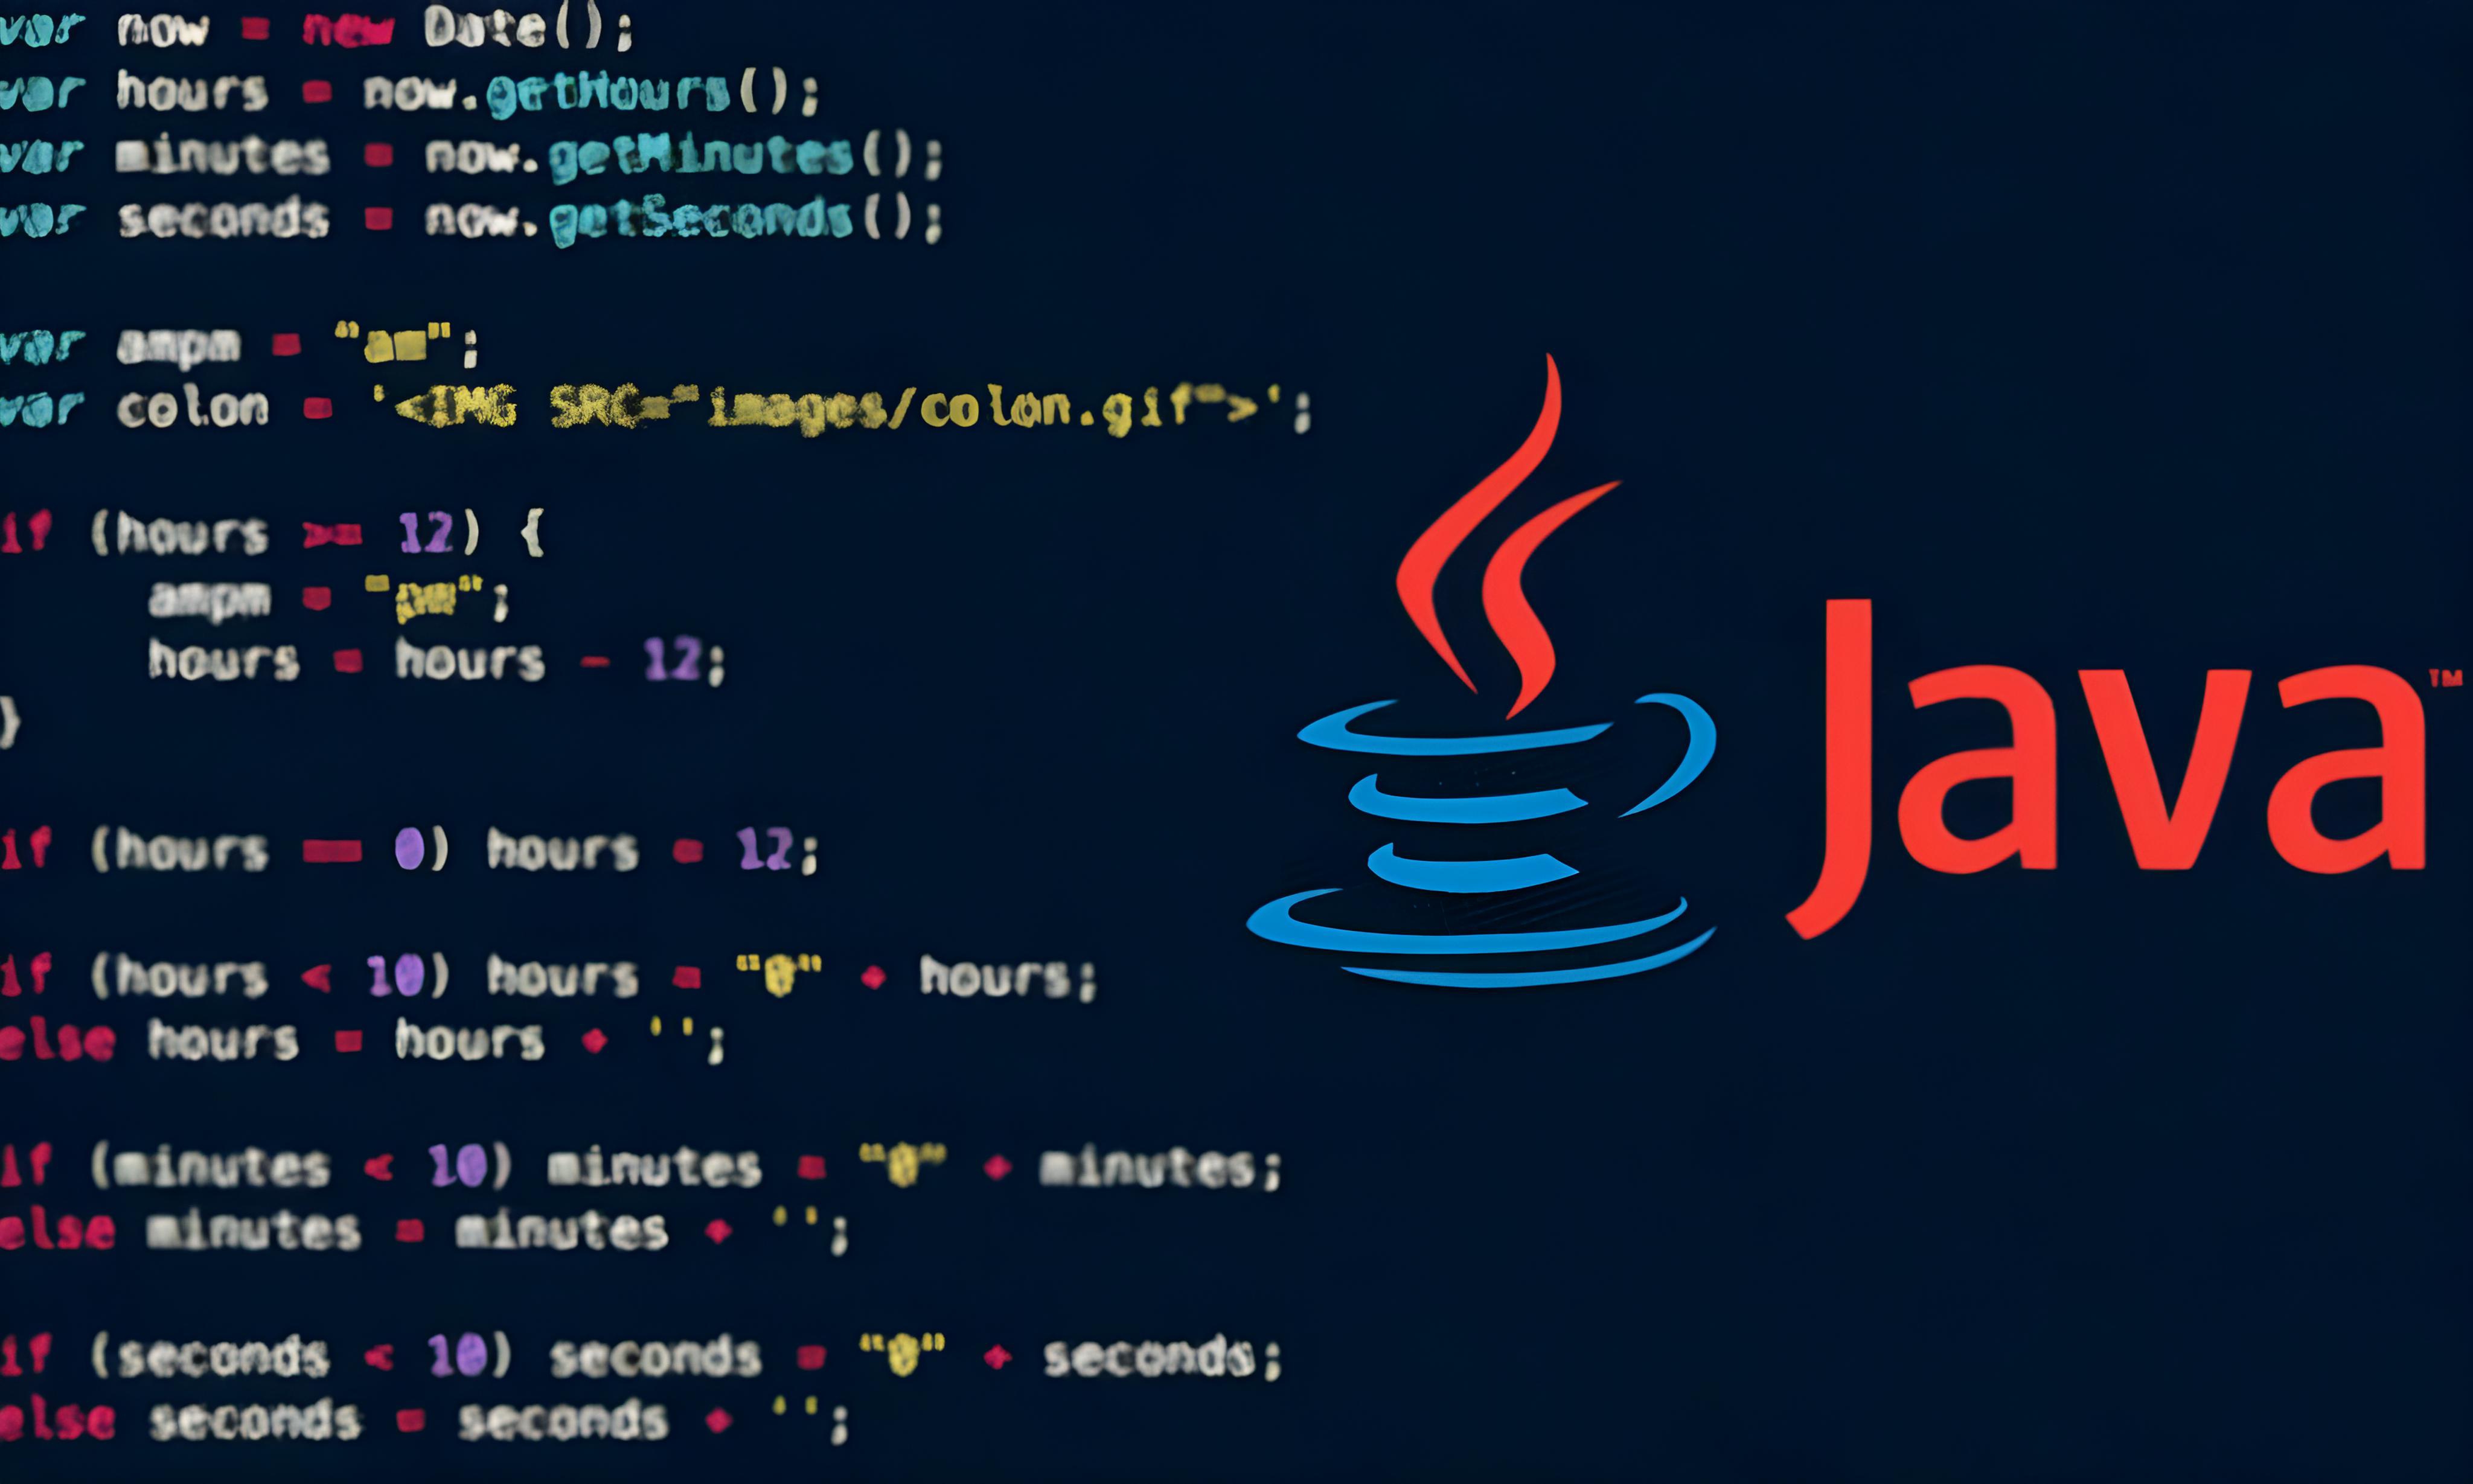 var now = new Date();
var hours = now.getHours();
var minutes = now.getMinutes();
var seconds = now.getSeconds();
var ampm = "am";
var colon = '<IMG SRC="images/colon.gif">';
if (hours >= 12) {
ampm = "pm";
hours = hours - 12;
}
if (hours == 0) hours = 12;
if (hours < 10) hours = "0" + hours;
else hours = hours + '';
if (minutes < 10) minutes = "0" + minutes;
else minutes = minutes + '';
if (seconds < 10) seconds = "0" + seconds;
else seconds = seconds + '';
Java™